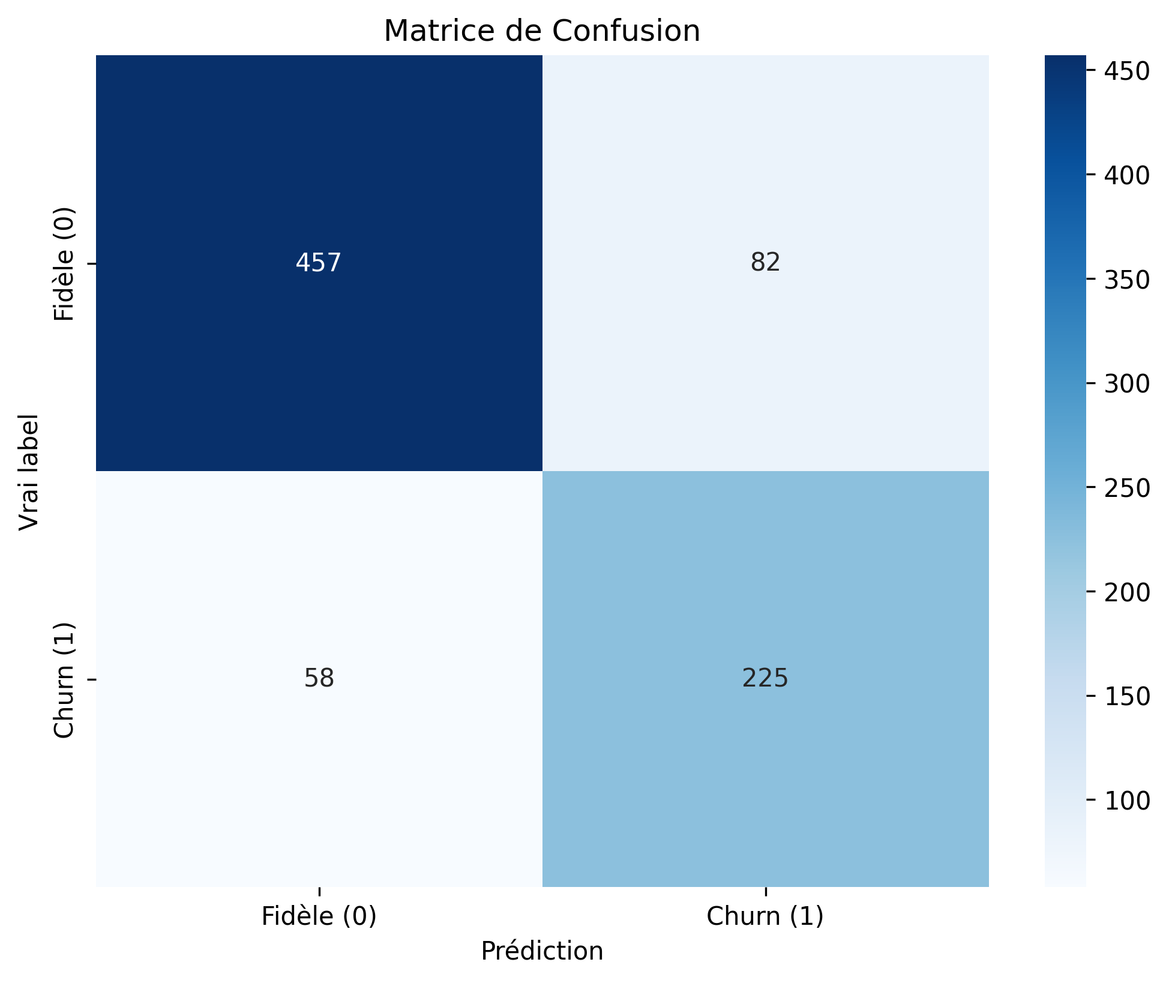 Matrice de Confusion
Fidèle (0)
Churn (1)
Vrai label
457
82
58
225
Fidèle (0)
Churn (1)
Prédiction
450
400
350
300
250
200
150
100